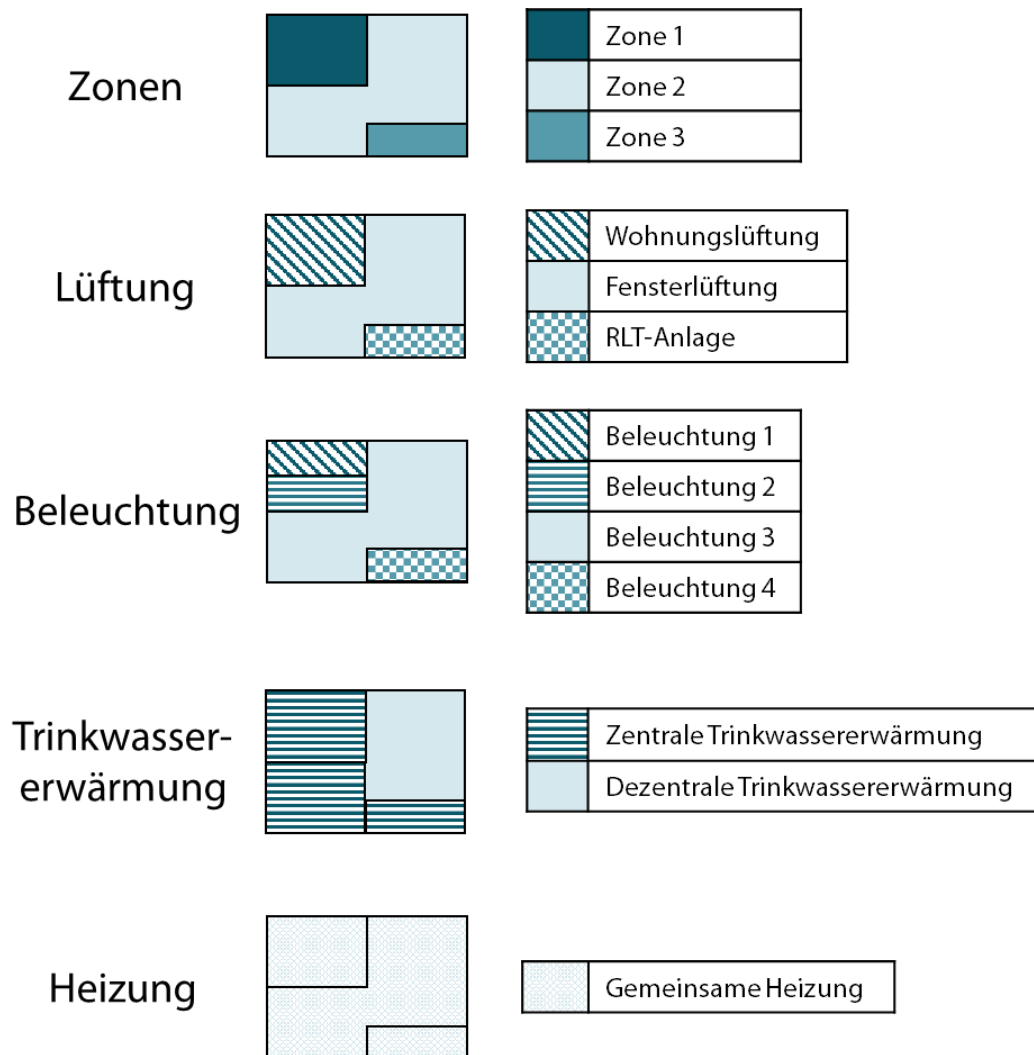 Zonen
Zone 1
Zone 2
Zone 3
Lüftung
Wohnungslüftung
Fensterlüftung
RLT-Anlage
Beleuchtung
Beleuchtung 1
Beleuchtung 2
Beleuchtung 3
Beleuchtung 4
Trinkwasser-
erwärmung
Zentrale Trinkwassererwärmung
Dezentrale Trinkwassererwärmung
Heizung
Gemeinsame Heizung